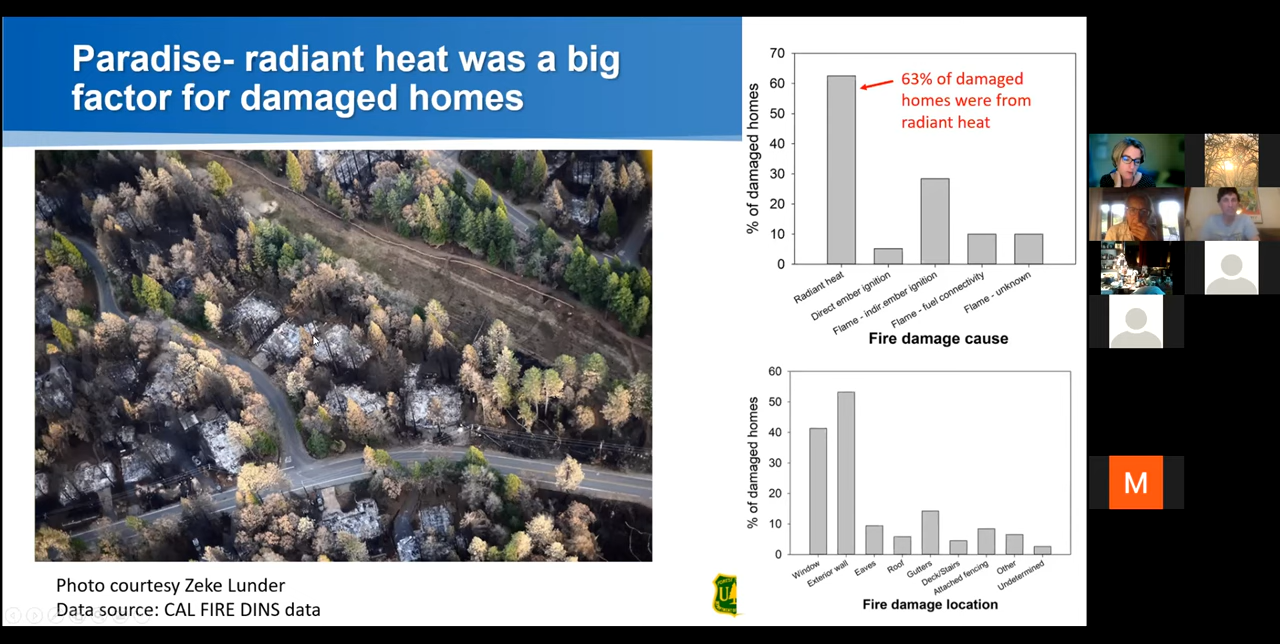 Paradise- radiant heat was a big
factor for damaged homes
Photo courtesy Zeke Lunder
Data source: CAL FIRE DINS data
70
60
50
40
30
20
10
0
% of damaged homes
63% of damaged
homes were from
radiant heat
Radiant heat
Direct ember ignition
Flame - indir.ember ignition
Flame - fuel connectivity
Flame - unknown
Fire damage cause
60
50
40
30
20
10
0
% of damaged homes
Window
Exterior wall
Eaves
Roof
Gutters
Deck/Stairs
Attached fencing
Other
Undetermined
Fire damage location
M